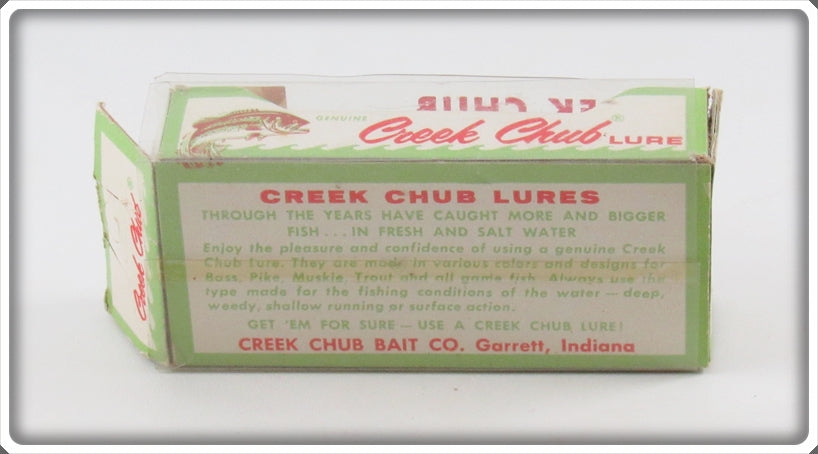 GENUINE Creek Chub® LURE
CREEK CHUB LURES
THROUGH THE YEARS HAVE CAUGHT MORE AND BIGGER
FISH... IN FRESH AND SALT WATER
Enjoy the pleasure and confidence of using a genuine Creek
Chub Lure. They are made in various colors and designs for
Bass, Pike, Muskie, Trout and all game fish. Always use the
type made for the fishing conditions of the water — deep,
weedy, shallow running or surface action.
GET 'EM FOR SURE — USE A CREEK CHUB LURE!
CREEK CHUB BAIT CO. Garrett, Indiana
Creek Chub®